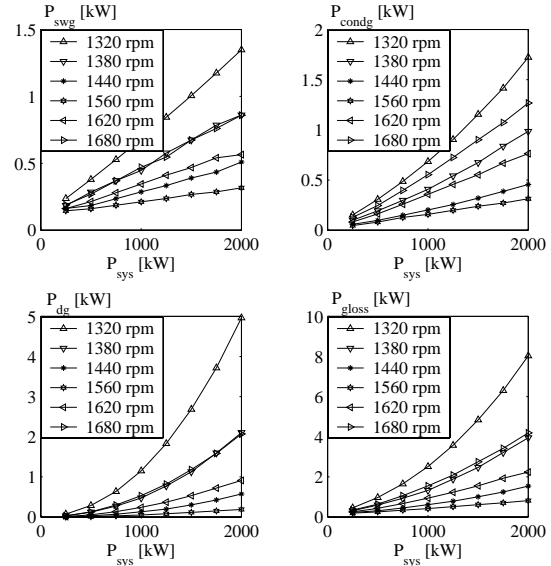 P_swg [kW]
1.5
1
0.5
0
1320 rpm
1380 rpm
1440 rpm
1560 rpm
1620 rpm
1680 rpm
0 1000 2000
P_sys [kW]
P_condg [kW]
2
1.5
1
0.5
0
1320 rpm
1380 rpm
1440 rpm
1560 rpm
1620 rpm
1680 rpm
0 1000 2000
P_sys [kW]
P_dg [kW]
5
4
3
2
1
0
1320 rpm
1380 rpm
1440 rpm
1560 rpm
1620 rpm
1680 rpm
0 1000 2000
P_sys [kW]
P_gloss [kW]
10
8
6
4
2
0
1320 rpm
1380 rpm
1440 rpm
1560 rpm
1620 rpm
1680 rpm
0 1000 2000
P_sys [kW]